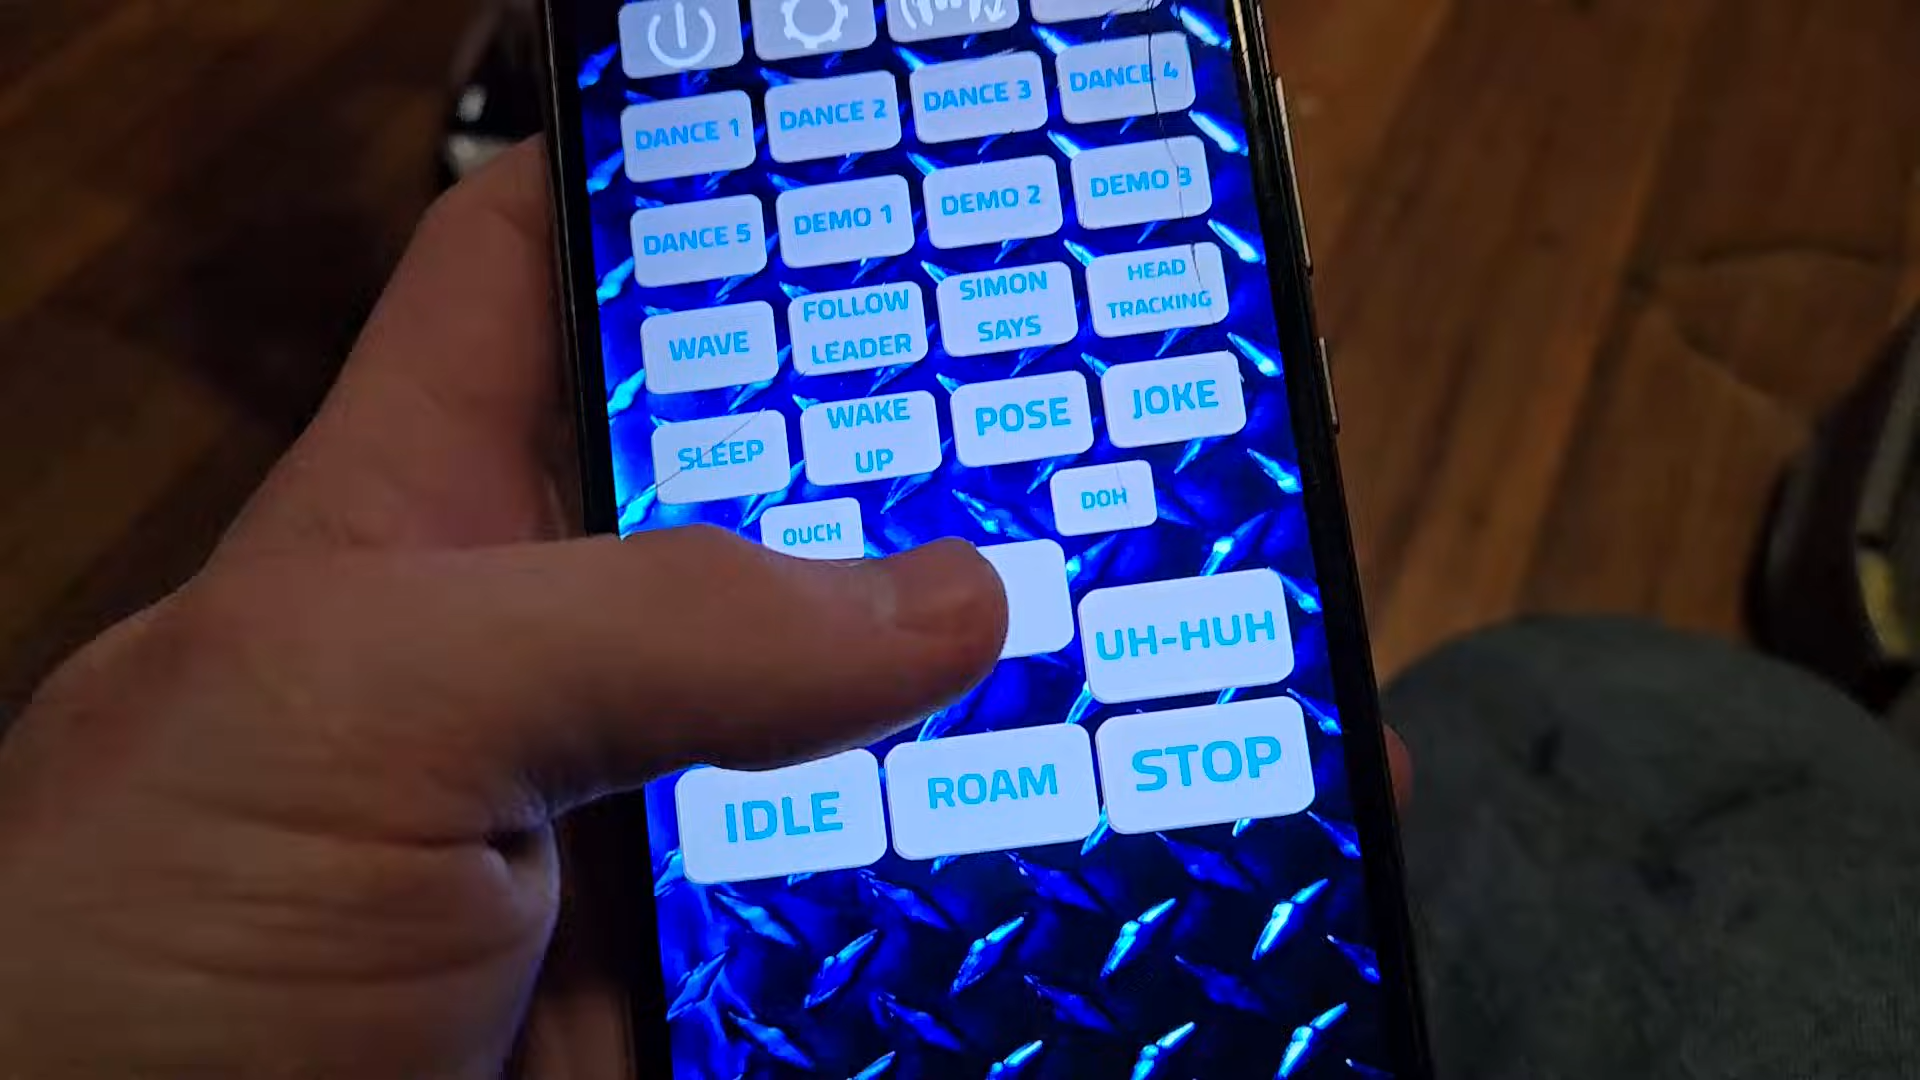 DANCE 1
DANCE 2
DANCE 3
DANCE 4
DANCE 5
DEMO 1
DEMO 2
DEMO 3
WAVE
FOLLOW
LEADER
SIMON
SAYS
HEAD
TRACKING
SLEEP
WAKE
UP
POSE
JOKE
OUCH
DOH
UH-HUH
IDLE
ROAM
STOP